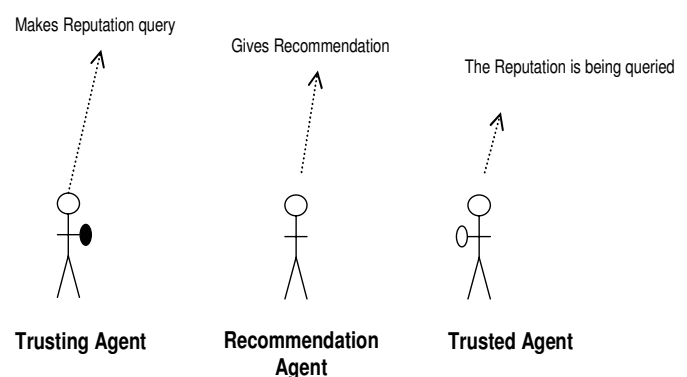 Makes Reputation query
Gives Recommendation
The Reputation is being queried
Trusting Agent
Recommendation
Agent
Trusted Agent